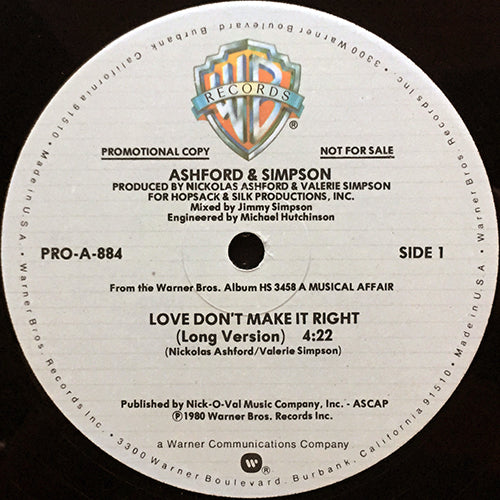 Warner Bros. Records Inc. • 3300 Warner Boulevard, Burbank, California 91510 • Made in U.S.A. •
WB
RECORDS
®
PROMOTIONAL COPY NOT FOR SALE
ASHFORD & SIMPSON
PRODUCED BY NICKOLAS ASHFORD & VALERIE SIMPSON
FOR HOPSACK & SILK PRODUCTIONS, INC.
Mixed by Jimmy Simpson
Engineered by Michael Hutchinson
PRO-A-884 SIDE 1
From the Warner Bros. Album HS 3458 A MUSICAL AFFAIR
LOVE DON'T MAKE IT RIGHT
(Long Version) 4:22
(Nickolas Ashford/Valerie Simpson)
Published by Nick-O-Val Music Company, Inc. - ASCAP
Ⓟ1980 Warner Bros. Records Inc.
a Warner Communications Company
®
Warner Bros. Records Inc. • 3300 Warner Boulevard, Burbank, California 91510 • Made in U.S.A. •